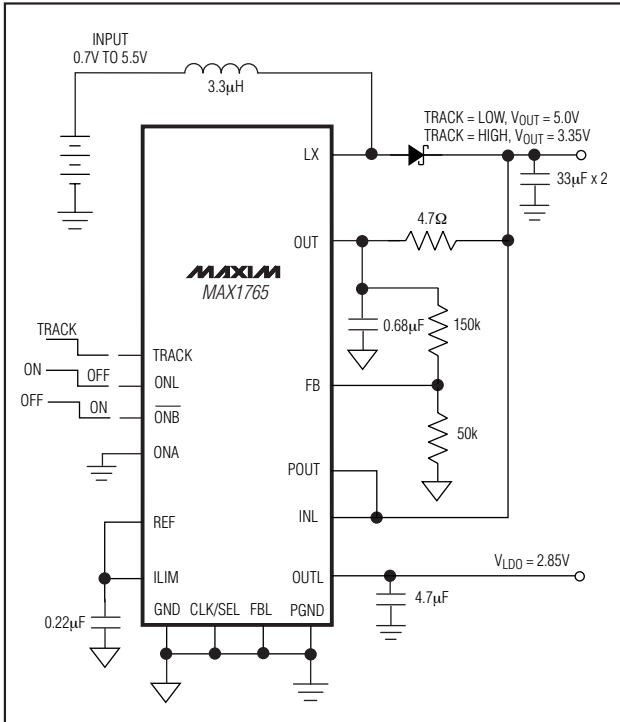 INPUT
0.7V TO 5.5V
3.3µH
TRACK = LOW, VOUT = 5.0V
TRACK = HIGH, VOUT = 3.35V
LX
33µF x 2
4.7Ω
OUT
MAXIM
MAX1765
0.68µF
150k
TRACK
TRACK
ON
OFF
ONL
FB
OFF
ON
ONB
50k
ONA
POUT
REF
INL
VLDO = 2.85V
ILIM
OUTL
4.7µF
0.22µF
GND
CLK/SEL
FBL
PGND